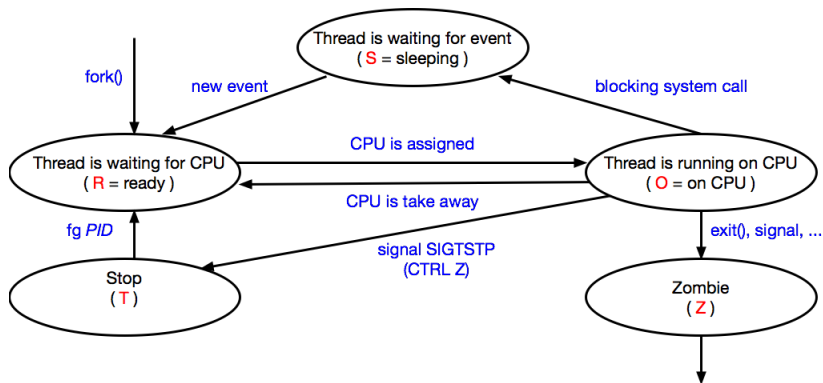 Thread is waiting for event
( S = sleeping )
fork()
new event
blocking system call
Thread is waiting for CPU
( R = ready )
CPU is assigned
Thread is running on CPU
( O = on CPU )
CPU is take away
fg PID
signal SIGTSTP
(CTRL Z)
exit(), signal, ...
Stop
( T )
Zombie
( Z )